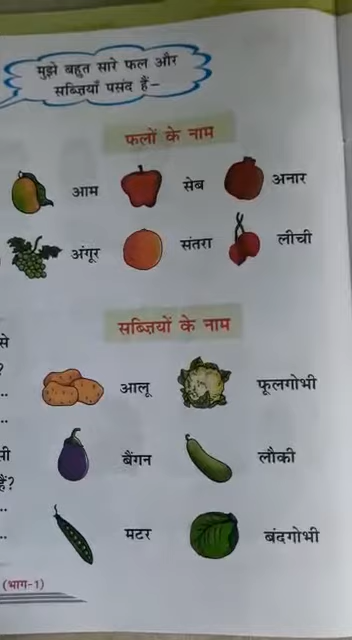 मुझे बहुत सारे फल और
सब्ज़ियाँ पसंद हैं–
फलों के नाम
आम सेब अनार
अंगूर संतरा लीची
सब्ज़ियों के नाम
से
?
आलू फूलगोभी
..
सी बैंगन लौकी
हैं?
..
मटर बंदगोभी
..
(भाग-1)